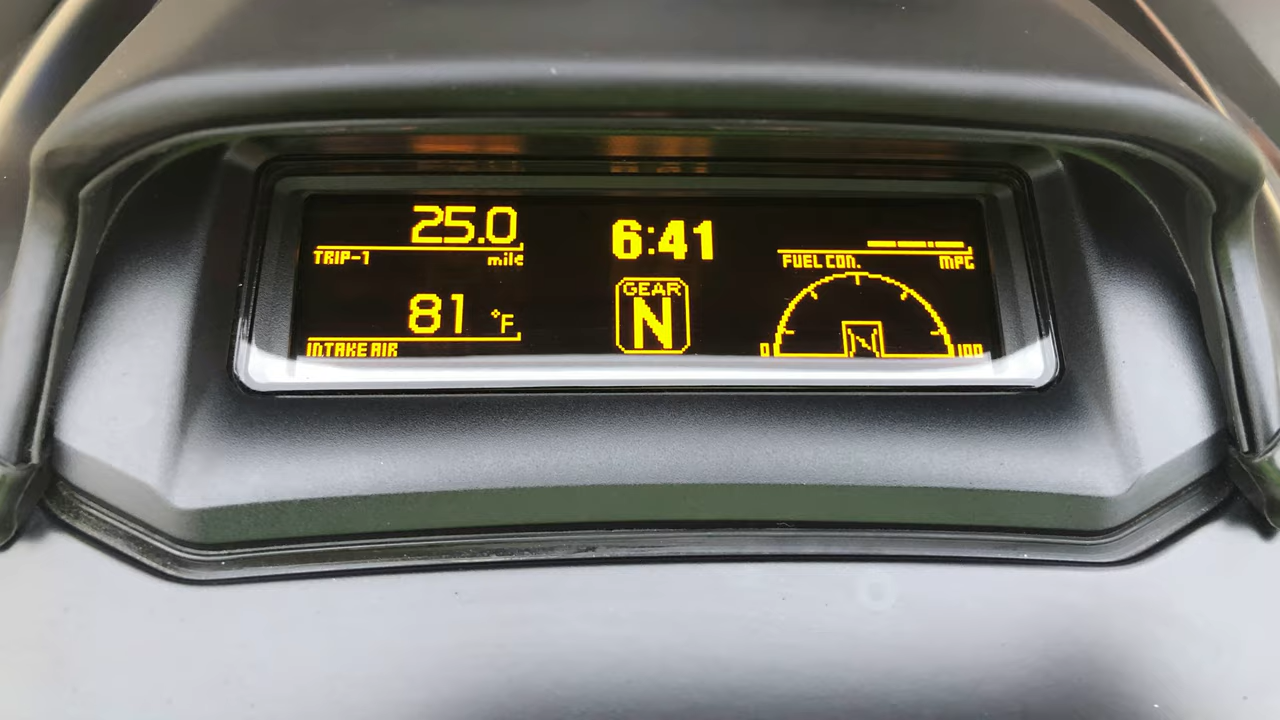 25.0
TRIP-1 mile
81 °F
INTAKE AIR
6:41
GEAR
N
--.-
FUEL CON. MPG
N
0 100